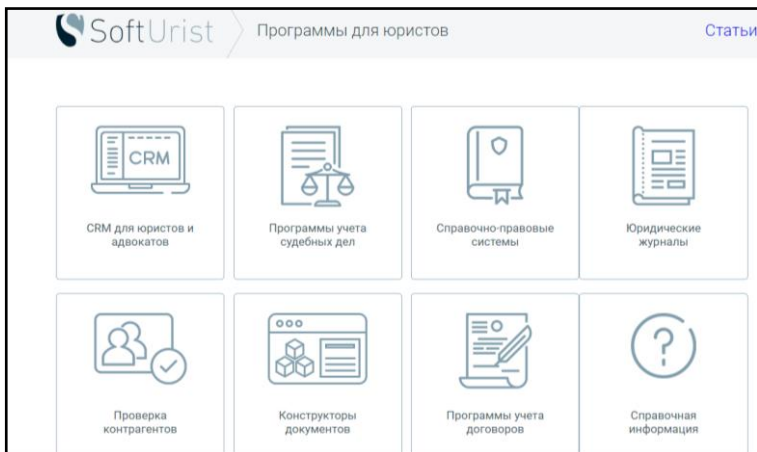 SoftUrist
Программы для юристов
Статьи
CRM
CRM для юристов и
адвокатов
Программы учета
судебных дел
Справочно-правовые
системы
Юридические
журналы
Проверка
контрагентов
Конструкторы
документов
Программы учета
договоров
?
Справочная
информация